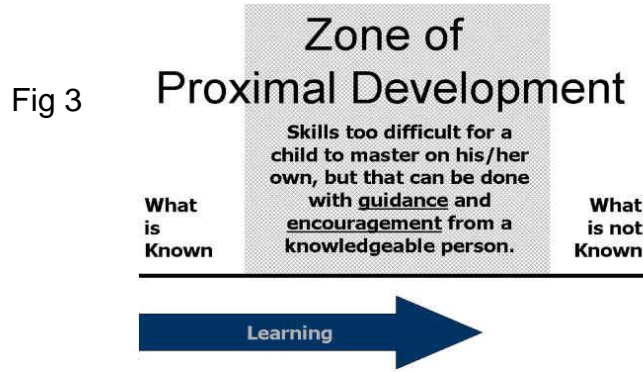 Zone of
Proximal Development
Fig 3
Skills too difficult for a
child to master on his/her
own, but that can be done
with guidance and
encouragement from a
knowledgeable person.
What
is
Known
What
is not
Known
Learning